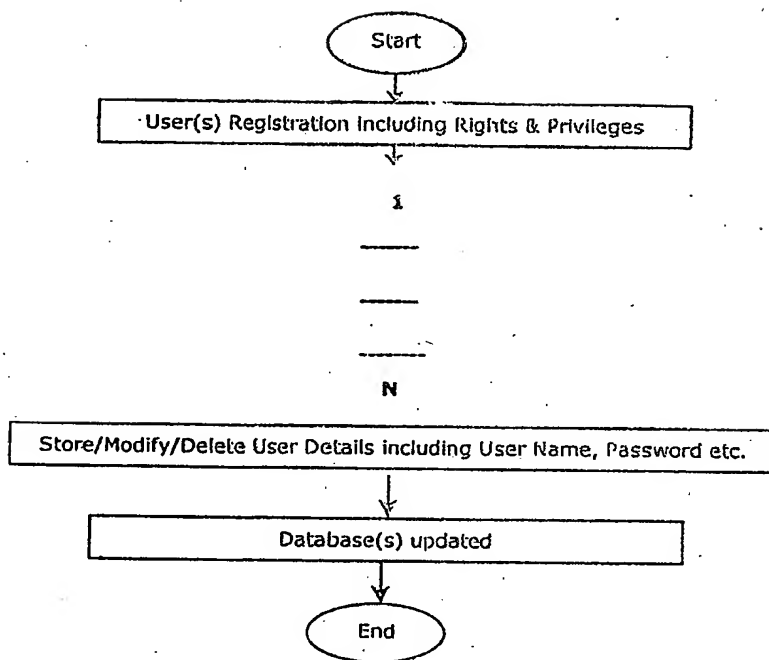 Start
User(s) Registration including Rights & Privileges
1
N
Store/Modify/Delete User Details including User Name, Password etc.
Database(s) updated
End